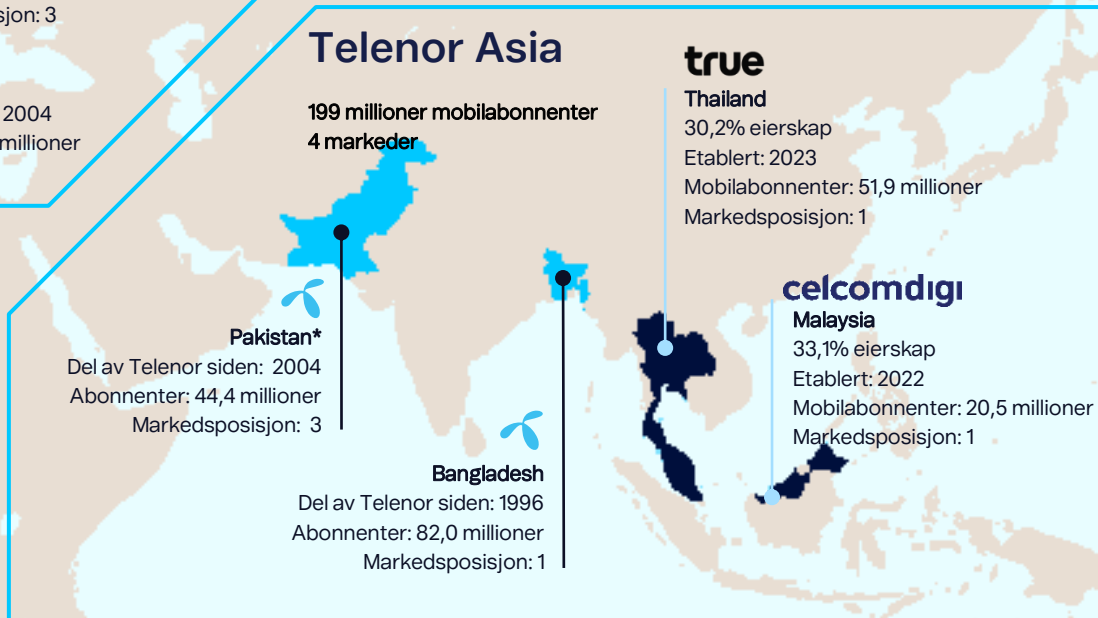 sjon: 3
2004
millioner
Telenor Asia
199 millioner mobilabonnenter
4 markeder
true
Thailand
30,2% eierskap
Etablert: 2023
Mobilabonnenter: 51,9 millioner
Markedsposisjon: 1
celcomdigi
Malaysia
33,1% eierskap
Etablert: 2022
Mobilabonnenter: 20,5 millioner
Markedsposisjon: 1
Pakistan*
Del av Telenor siden: 2004
Abonnenter: 44,4 millioner
Markedsposisjon: 3
Bangladesh
Del av Telenor siden: 1996
Abonnenter: 82,0 millioner
Markedsposisjon: 1